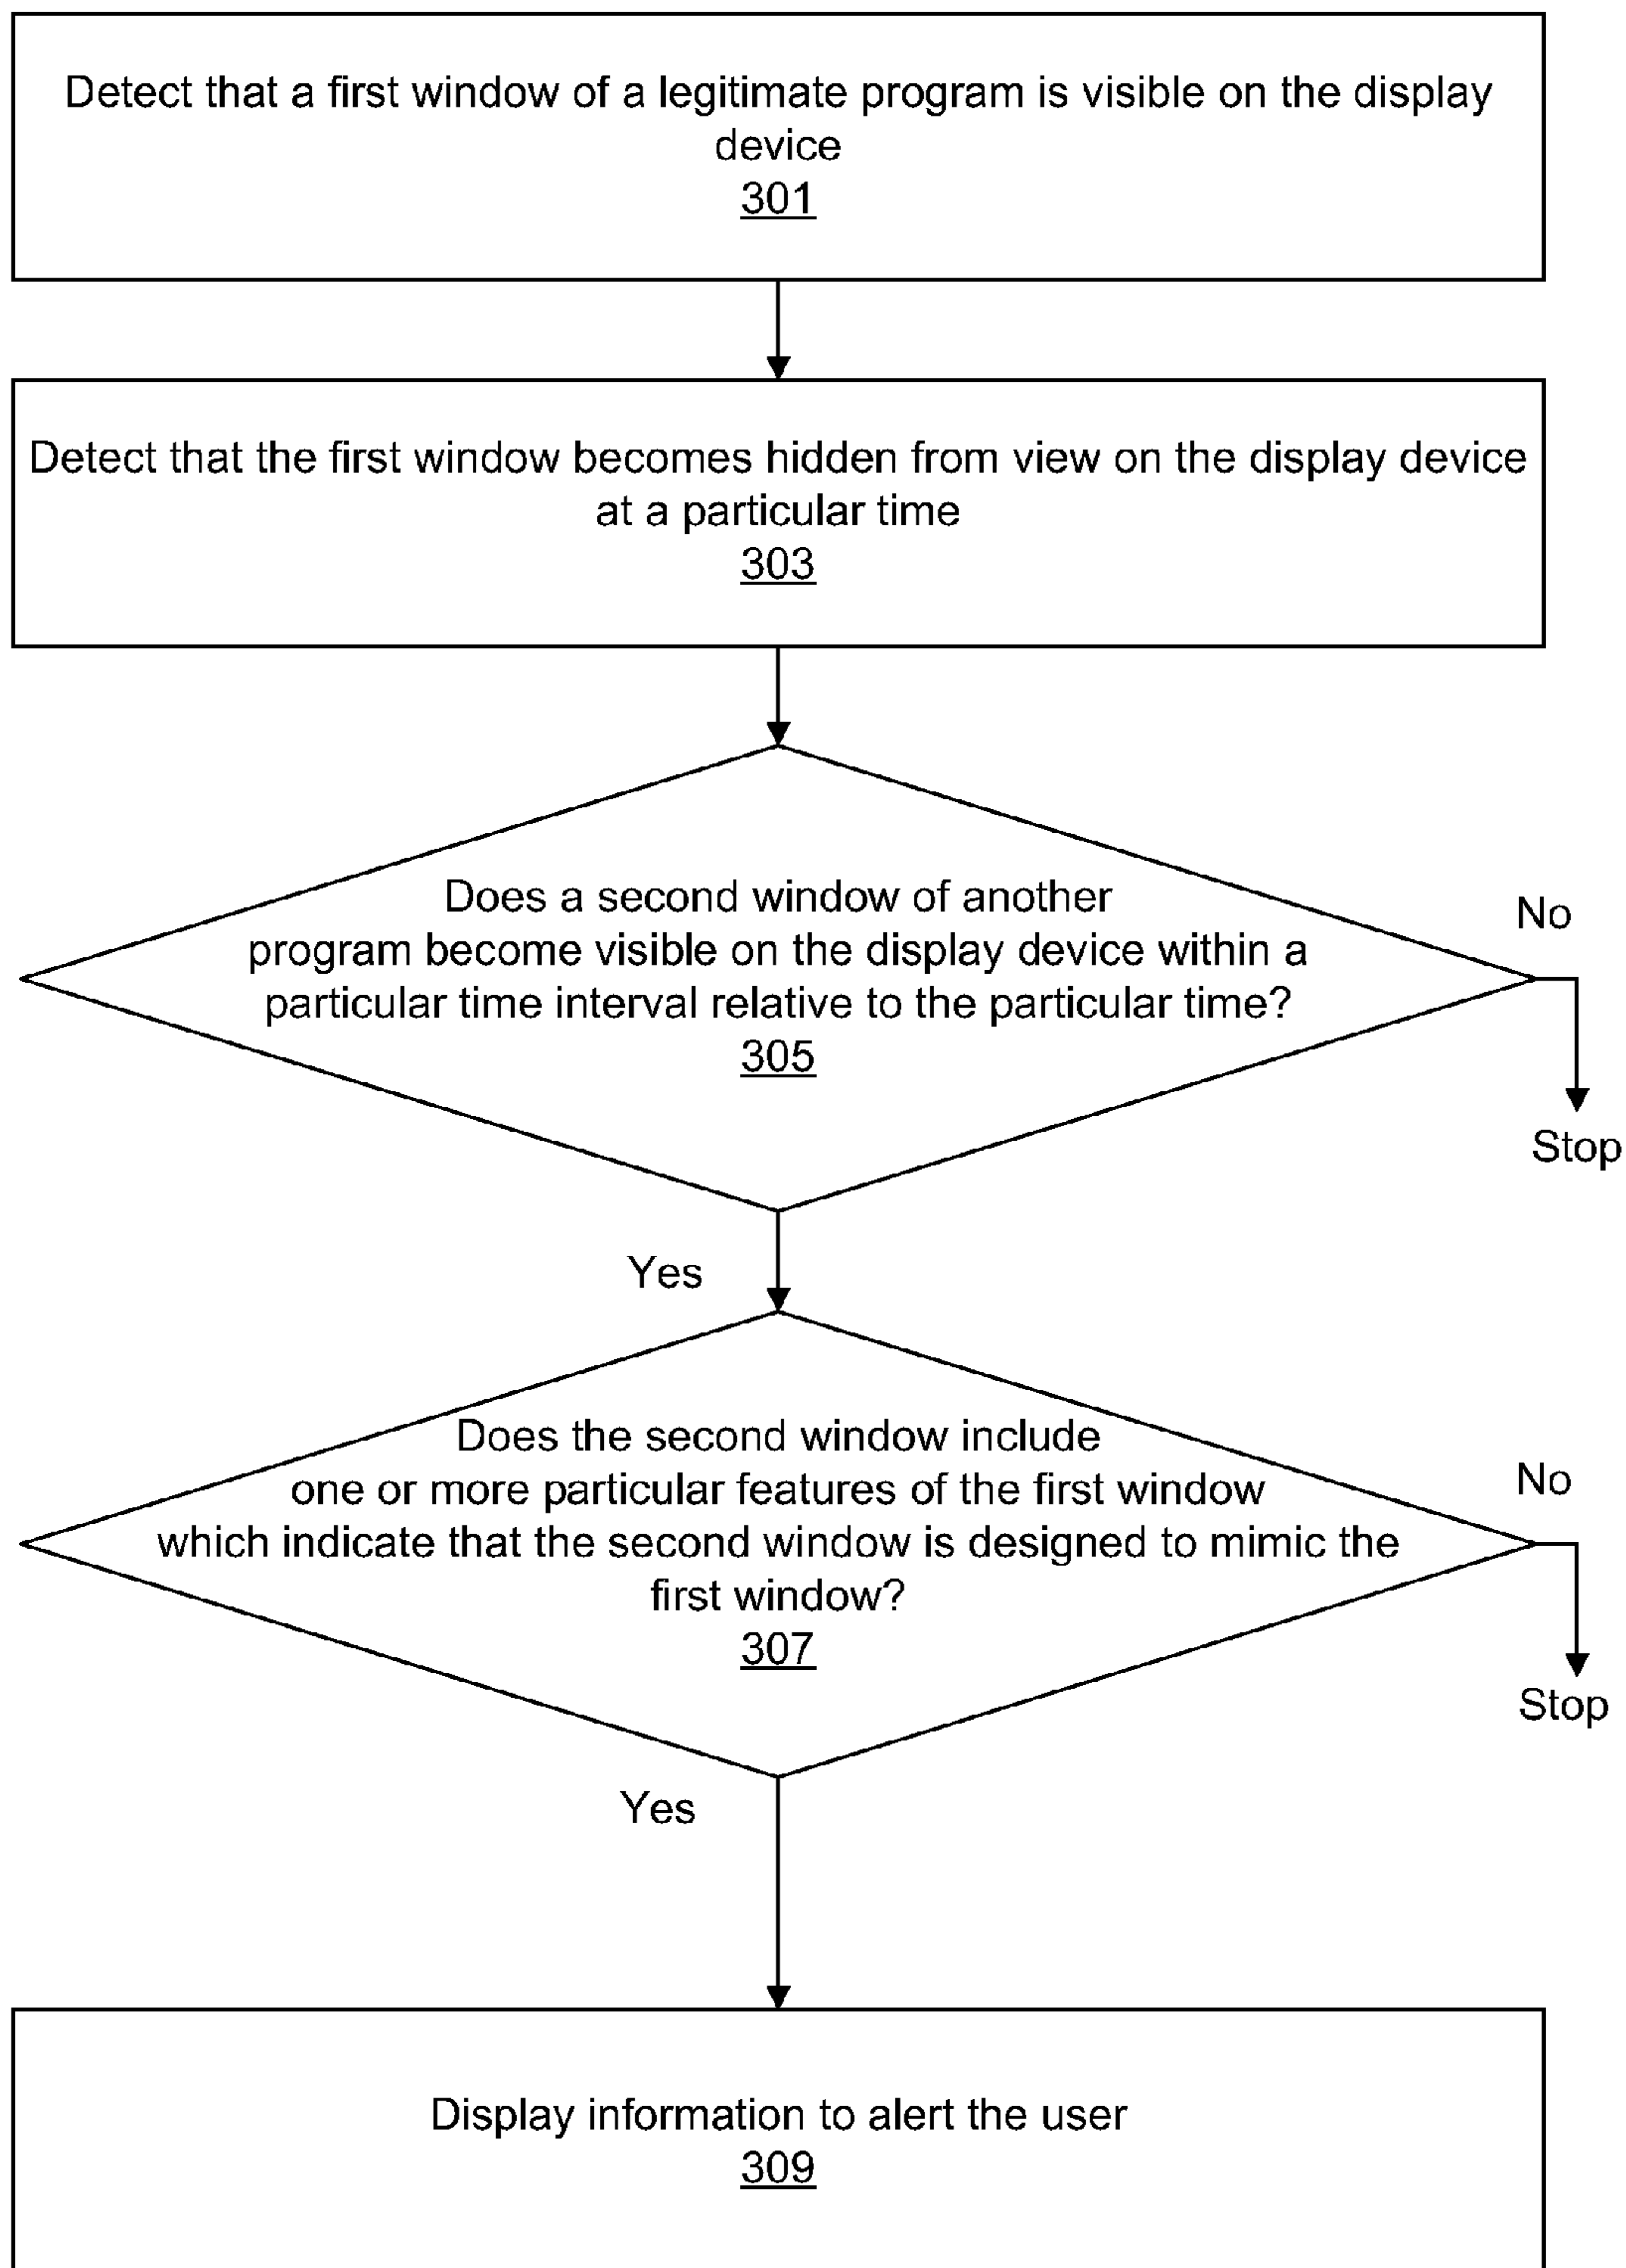 Detect that a first window of a legitimate program is visible on the display
device
301
Detect that the first window becomes hidden from view on the display device
at a particular time
303
Does a second window of another
program become visible on the display device within a
particular time interval relative to the particular time?
305
No
Stop
Yes
Does the second window include
one or more particular features of the first window
which indicate that the second window is designed to mimic the
first window?
307
No
Stop
Yes
Display information to alert the user
309